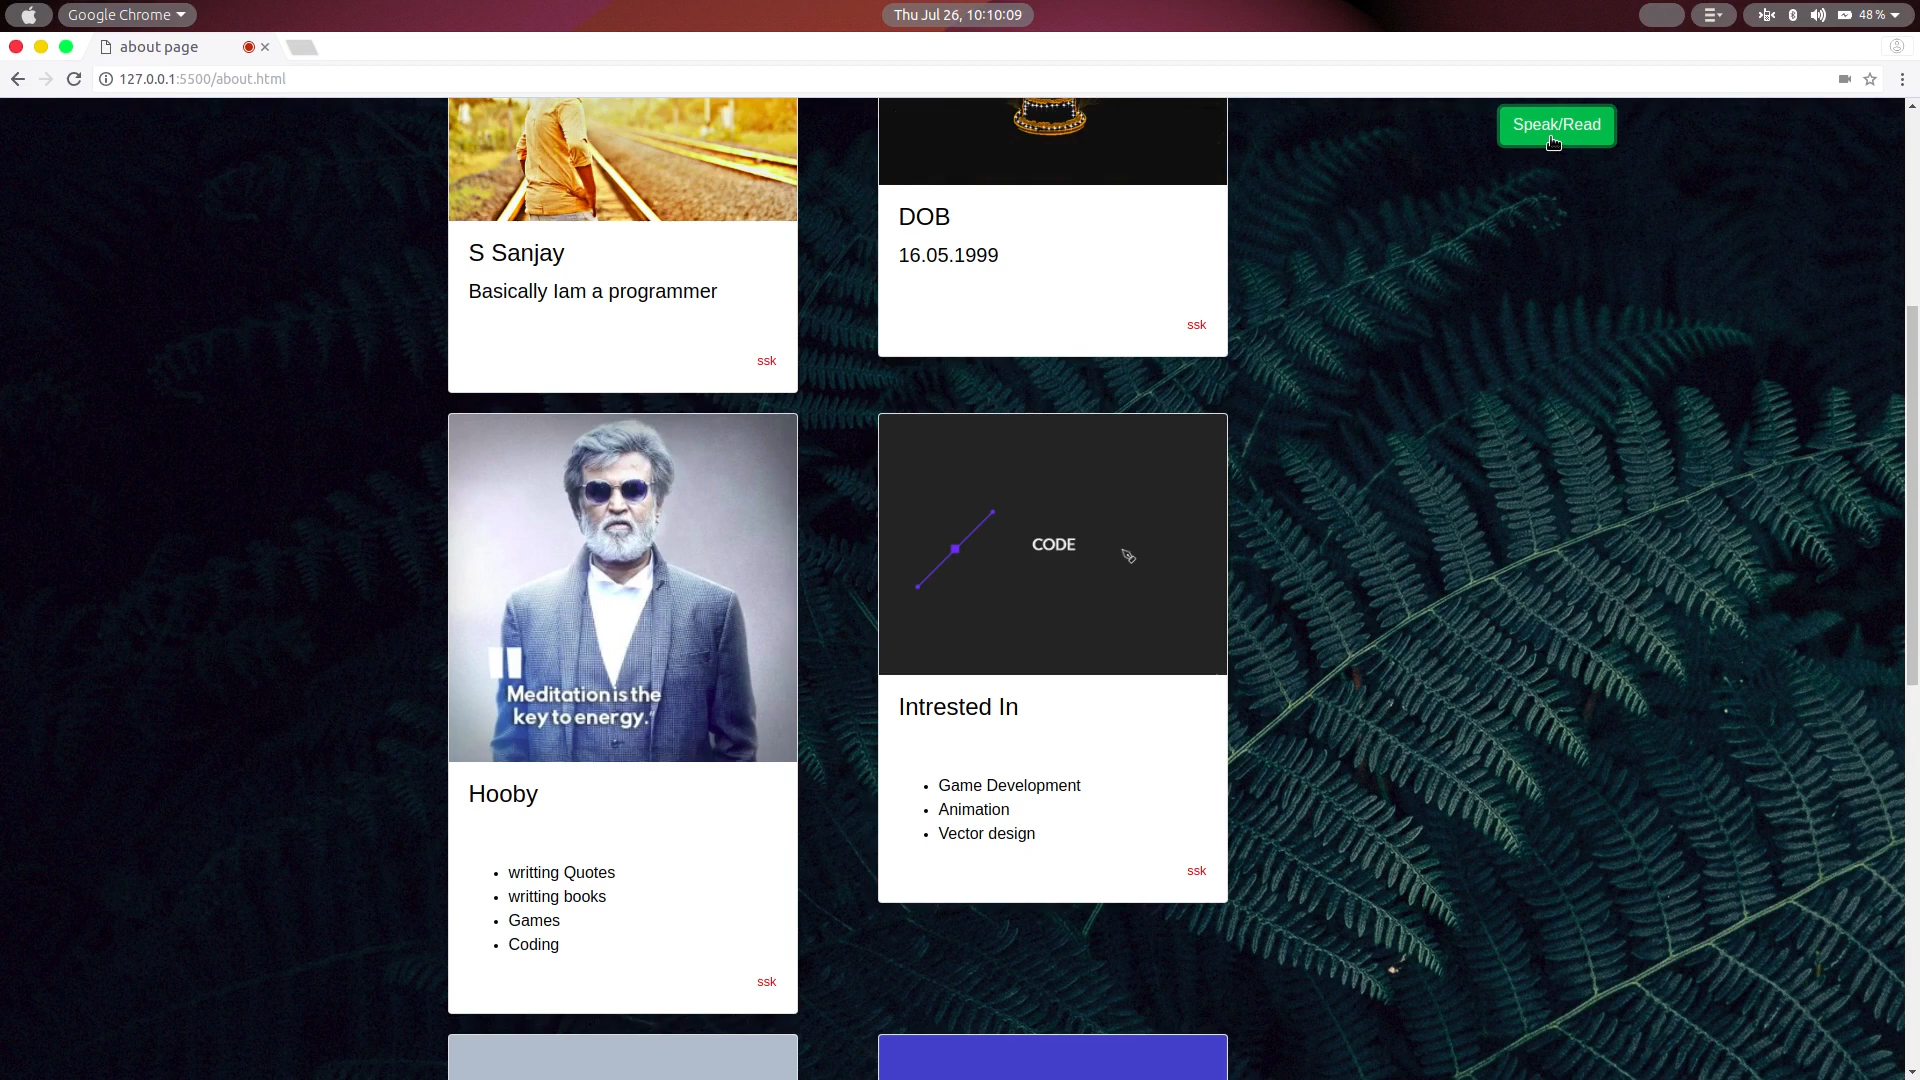 Google Chrome
Thu Jul 26, 10:10:09
48 %
about page
127.0.0.1:5500/about.html
Speak/Read
S Sanjay
Basically Iam a programmer
ssk
DOB
16.05.1999
ssk
"
Meditation is the
key to energy."
Hooby
writting Quotes
writting books
Games
Coding
ssk
CODE
Intrested In
Game Development
Animation
Vector design
ssk